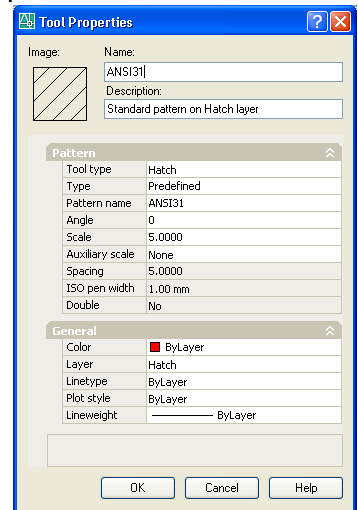 Tool Properties
Image: Name:
ANSI31
Description:
Standard pattern on Hatch layer
Pattern
Tool type Hatch
Type Predefined
Pattern name ANSI31
Angle 0
Scale 5.0000
Auxiliary scale None
Spacing 5.0000
ISO pen width 1.00 mm
Double No
General
Color ByLayer
Layer Hatch
Linetype ByLayer
Plot style ByLayer
Lineweight ByLayer
OK Cancel Help